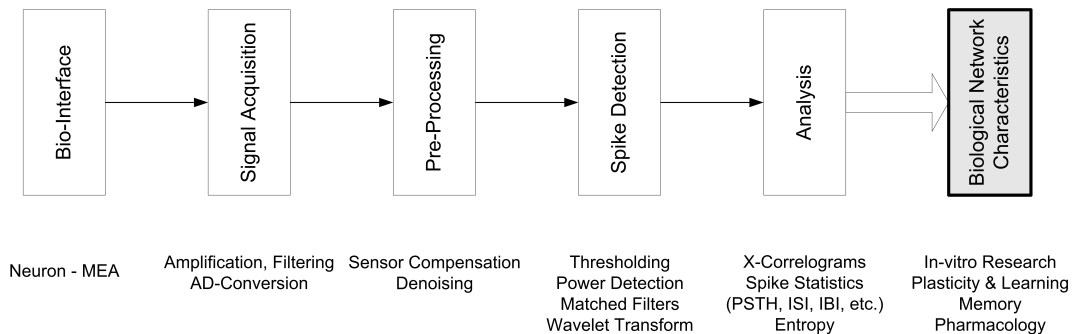 Bio-Interface
Signal Acquisition
Pre-Processing
Spike Detection
Analysis
Biological Network
Characteristics
Neuron - MEA
Amplification, Filtering
AD-Conversion
Sensor Compensation
Denoising
Thresholding
Power Detection
Matched Filters
Wavelet Transform
X-Correlograms
Spike Statistics
(PSTH, ISI, IBI, etc.)
Entropy
In-vitro Research
Plasticity & Learning
Memory
Pharmacology